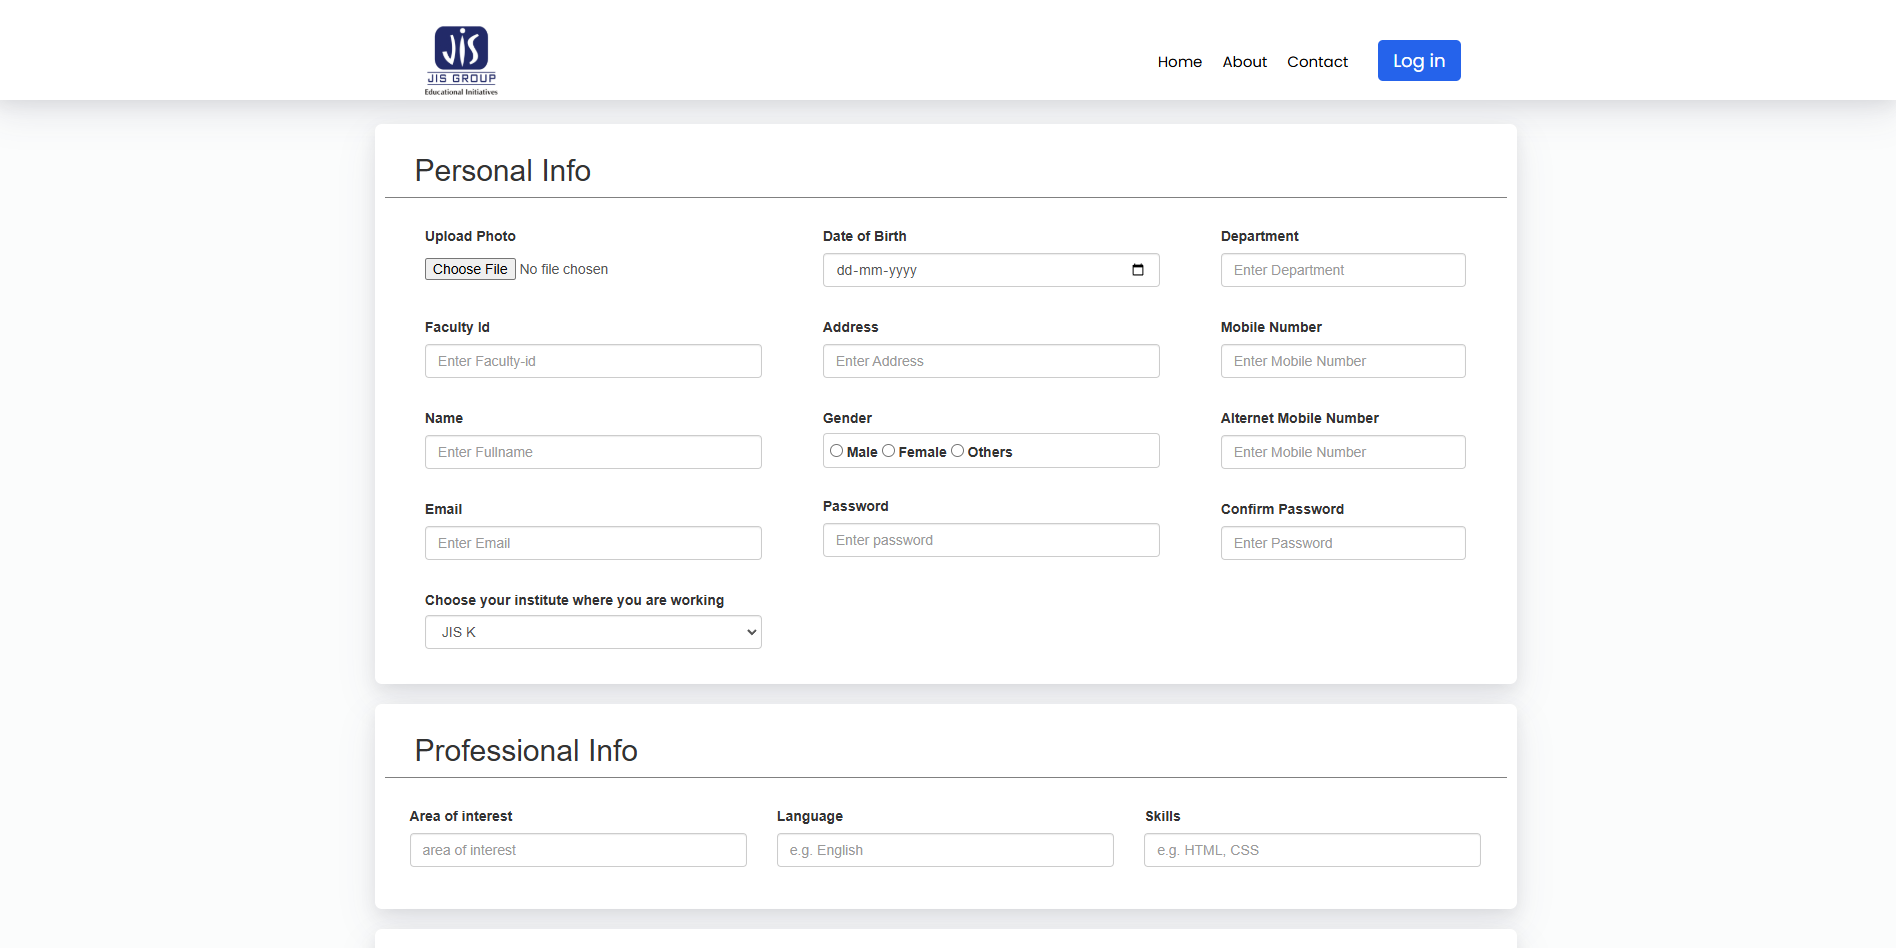 JIS
JIS GROUP
Educational Initiatives
Home About Contact Log in
Personal Info
Upload Photo Date of Birth Department
Choose File No file chosen dd-mm-yyyy Enter Department
Faculty Id Address Mobile Number
Enter Faculty-id Enter Address Enter Mobile Number
Name Gender Alternet Mobile Number
Enter Fullname Male Female Others Enter Mobile Number
Email Password Confirm Password
Enter Email Enter password Enter Password
Choose your institute where you are working
JIS K
Professional Info
Area of interest Language Skills
area of interest e.g. English e.g. HTML, CSS